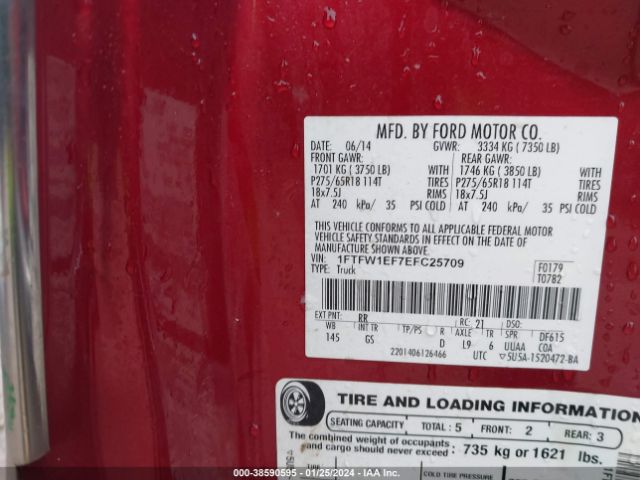 MFD. BY FORD MOTOR CO.
DATE: 06/14 GVWR: 3334 KG ( 7350 LB)
FRONT GAWR: REAR GAWR:
1701 KG ( 3750 LB) WITH 1746 KG ( 3850 LB) WITH
P275/65R18 114T TIRES P275/65R18 114T TIRES
18x7.5J RIMS 18x7.5J RIMS
AT 240 kPa/ 35 PSI COLD AT 240 kPa/ 35 PSI COLD
THIS VEHICLE CONFORMS TO ALL APPLICABLE FEDERAL MOTOR
VEHICLE SAFETY STANDARDS IN EFFECT ON THE DATE OF
MANUFACTURE SHOWN ABOVE.
VIN: 1FTFW1EF7EFC25709 F0179
TYPE: Truck T0782
EXT PNT: RR RC: 21 DSO:
WB INT TR TP/PS R AXLE TR SPR DF615
145 GS D L9 6 UUAA COA
2201406126466 UTC ▽5U5A-1520472-BA
TIRE AND LOADING INFORMATION
SEATING CAPACITY TOTAL : 5 FRONT: 2 REAR: 3
The combined weight of occupants
and cargo should never exceed: 735 kg or 1621 lbs.
COLD TIRE PRESSURE
000-38590595 - 01/25/2024 - IAAI.COM